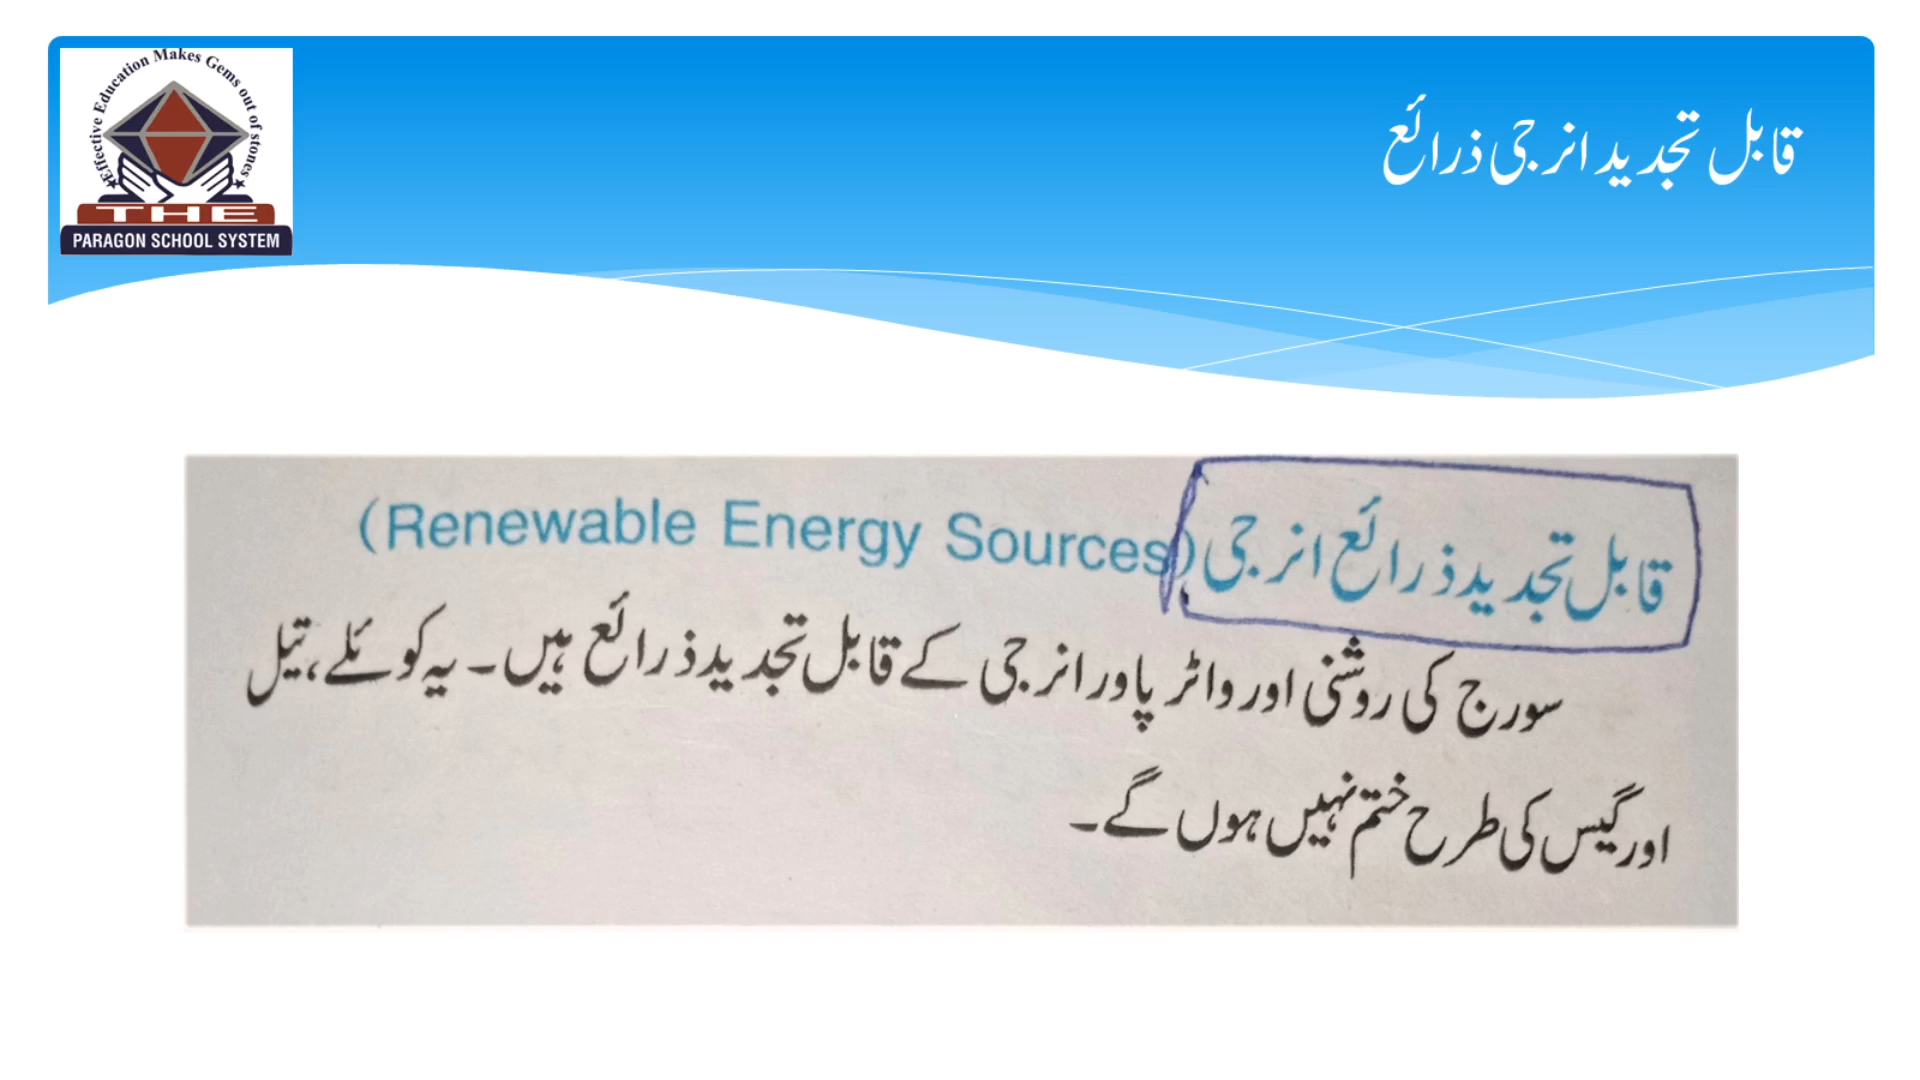 Effective Education Makes Gems out of stones
THE
PARAGON SCHOOL SYSTEM
قابل تجدید انرجی ذرائع
قابل تجدید ذرائع انرجی (Renewable Energy Sources)
سورج کی روشنی اور واٹر پاور انرجی کے قابل تجدید ذرائع ہیں۔ یہ کوئلے، تیل
اور گیس کی طرح ختم نہیں ہوں گے۔